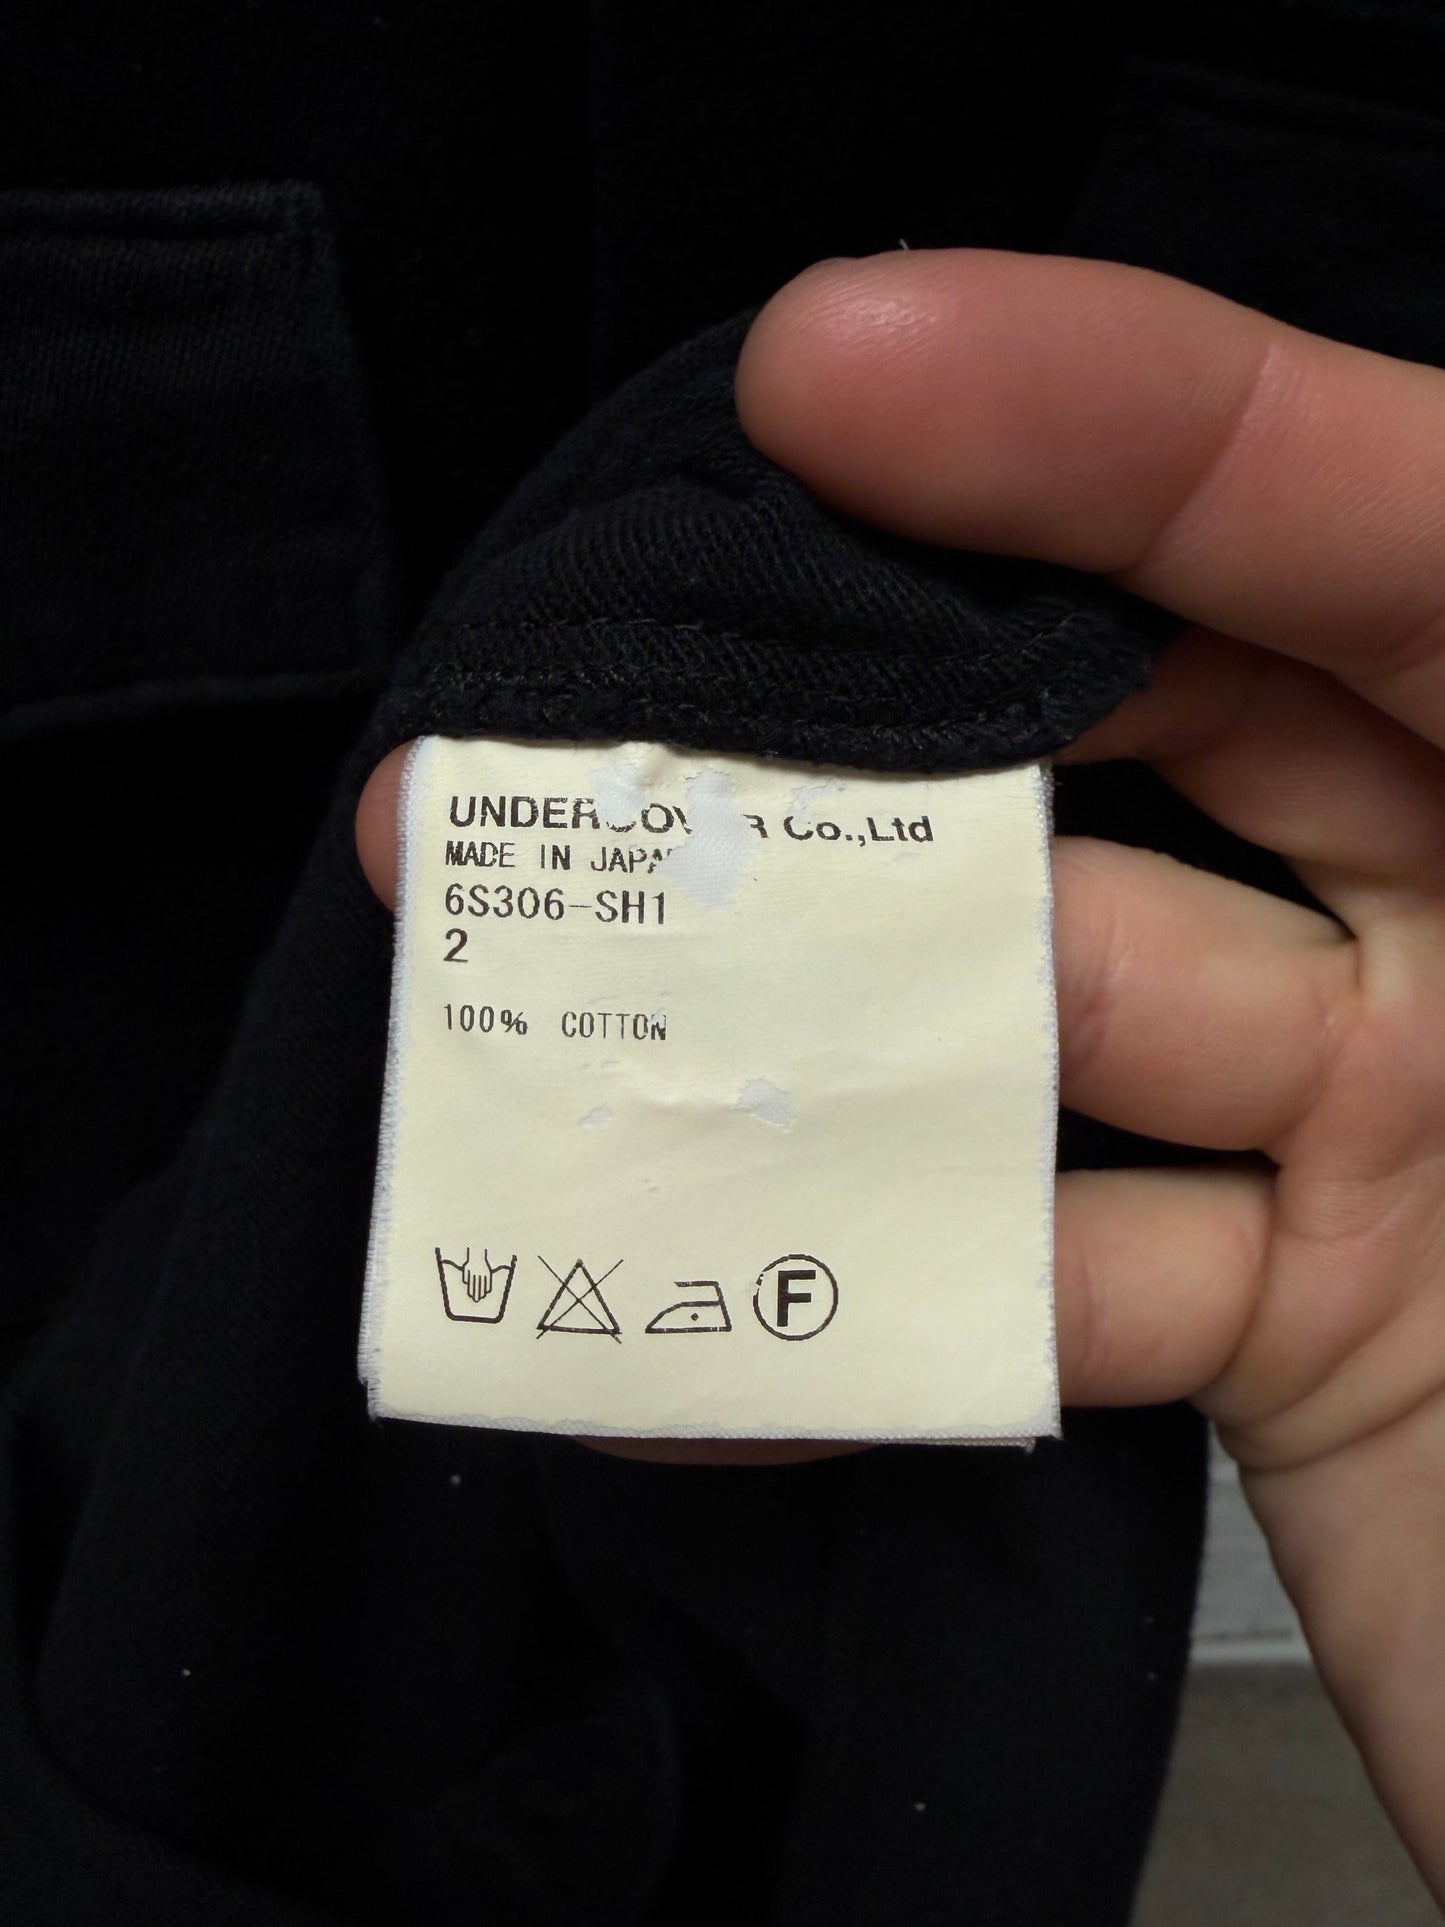 UNDERCOVER Co.,Ltd
MADE IN JAPAN
6S306-SH1
2
100% COTTON
F